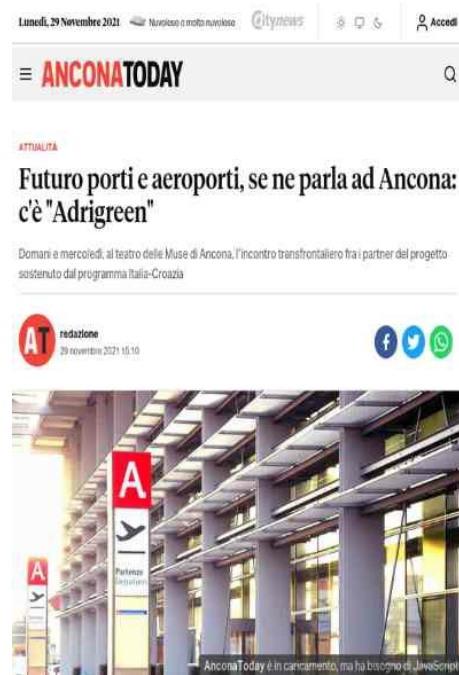 Lunedì, 29 Novembre 2021 Nuvoloso o molto nuvoloso Citynews Accedi
ANCONATODAY
ATTUALITÀ
Futuro porti e aeroporti, se ne parla ad Ancona:
c'è "Adrigreen"
Domani e mercoledì, al teatro delle Muse di Ancona, l'incontro transfrontaliero fra i partner del progetto
sostenuto dal programma Italia-Croazia
AT redazione
29 novembre 2021 15:10
A
Partenze
Departures
A
AnconaToday è in caricamento, ma ha bisogno di JavaScript